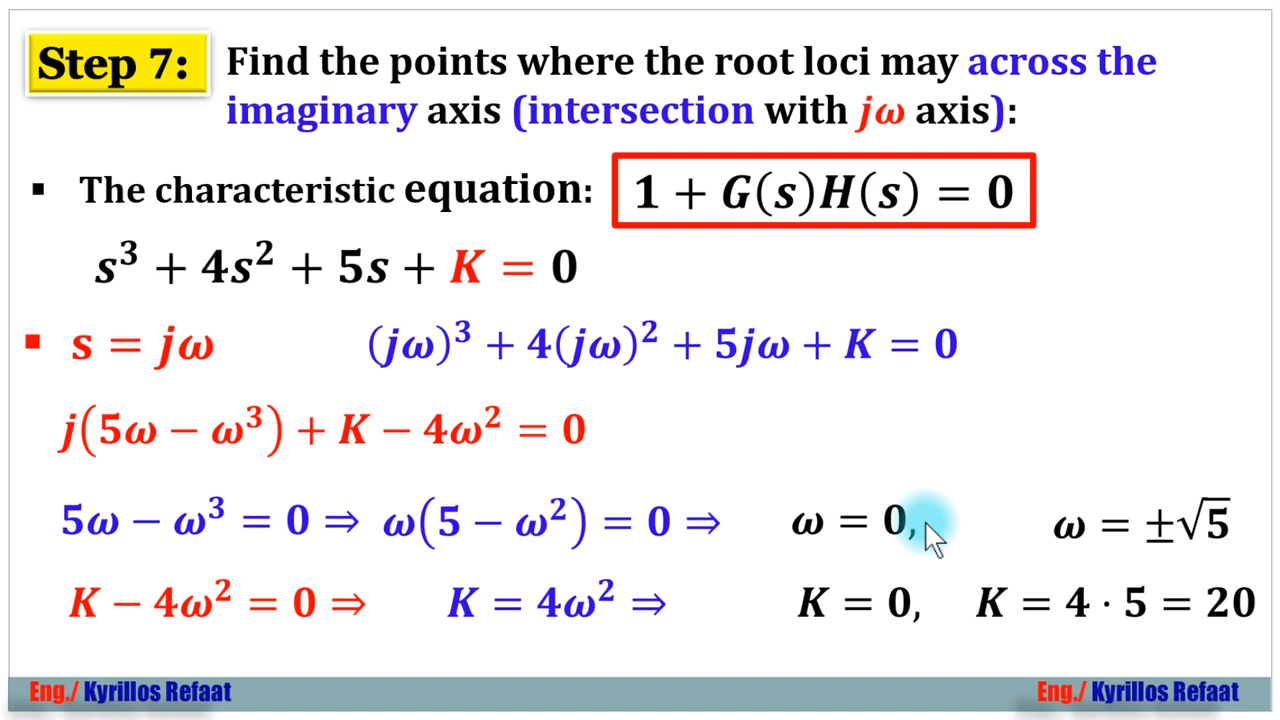 Step 7: Find the points where the root loci may across the
imaginary axis (intersection with jω axis):
▪ The characteristic equation: 1 + G(s)H(s) = 0
s³ + 4s² + 5s + K = 0
▪ s = jω (jω)³ + 4(jω)² + 5jω + K = 0
j(5ω − ω³) + K − 4ω² = 0
5ω − ω³ = 0 ⇒ ω(5 − ω²) = 0 ⇒ ω = 0, ω = ±√5
K − 4ω² = 0 ⇒ K = 4ω² ⇒ K = 0, K = 4 · 5 = 20
Eng./ Kyrillos Refaat Eng./ Kyrillos Refaat